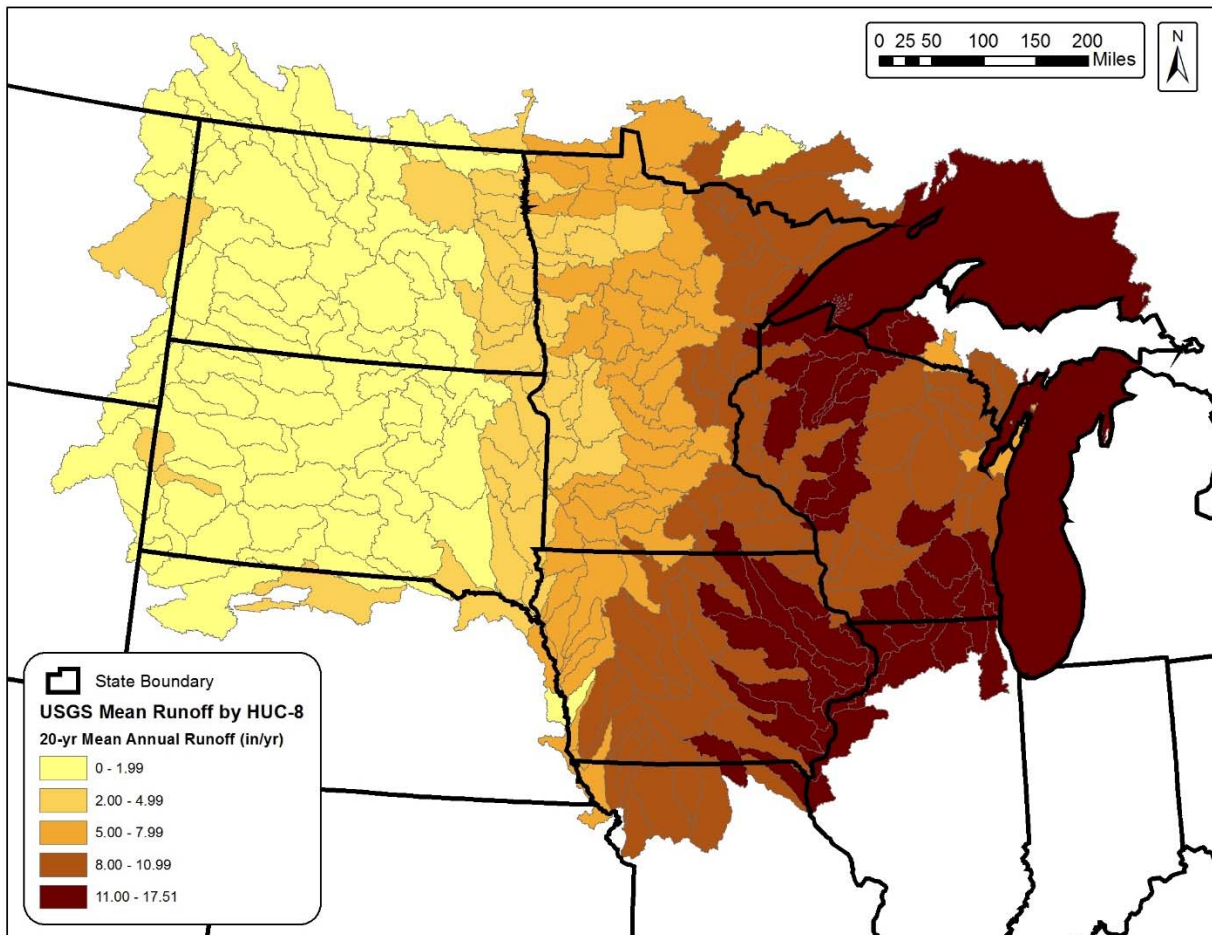 0 25 50 100 150 200
Miles
N
State Boundary
USGS Mean Runoff by HUC-8
20-yr Mean Annual Runoff (in/yr)
0 - 1.99
2.00 - 4.99
5.00 - 7.99
8.00 - 10.99
11.00 - 17.51